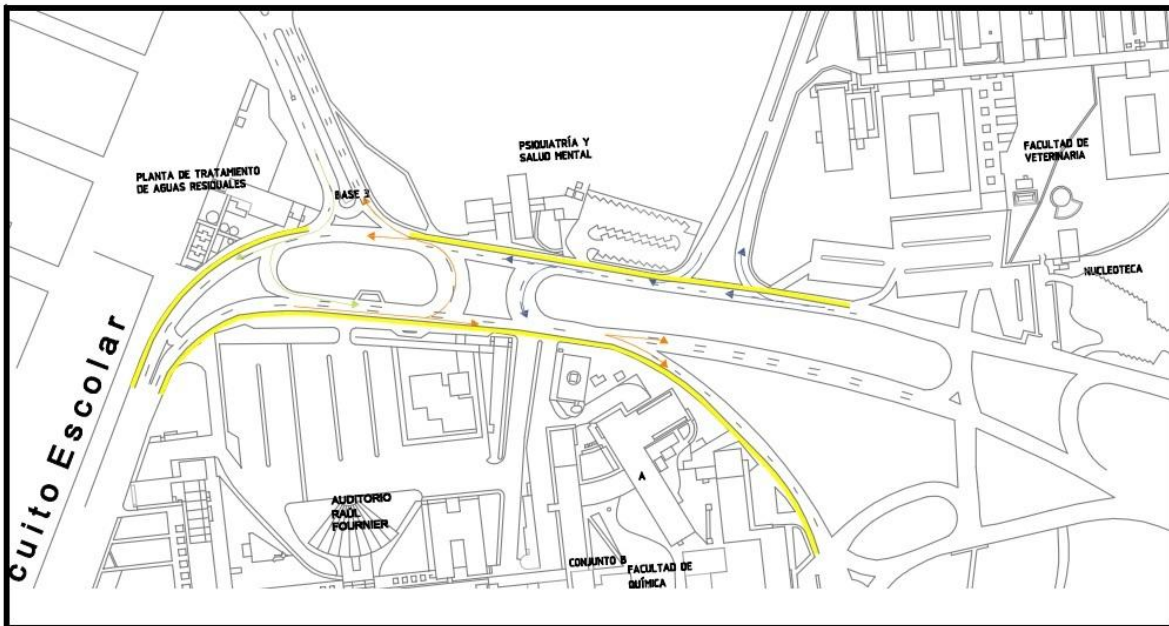 PSIQUIATRÍA Y
SALUD MENTAL
FACULTAD DE
VETERINARIA
PLANTA DE TRATAMIENTO
DE AGUAS RESIDUALES
BASE 3
NUCLEOTECA
cuito Escolar
AUDITORIO
RAÚL
FOURNIER
A
CONJUNTO B
FACULTAD DE
QUÍMICA